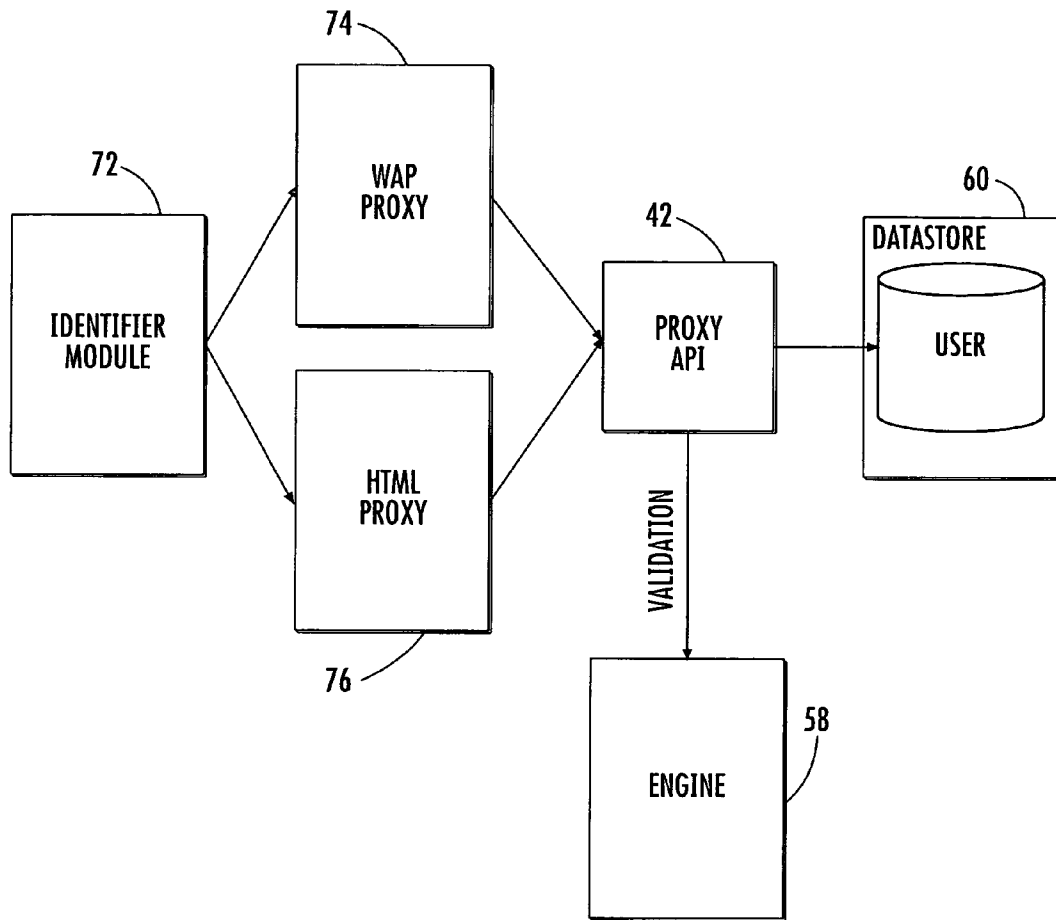 74
WAP
PROXY
72
IDENTIFIER
MODULE
HTML
PROXY
76
42
PROXY
API
60
DATASTORE
USER
VALIDATION
ENGINE
58